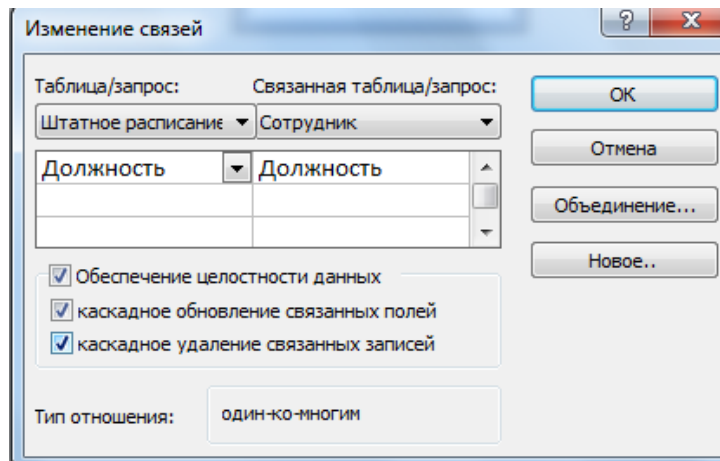 Изменение связей
Таблица/запрос: Связанная таблица/запрос:
Штатное расписание Сотрудник
Должность Должность
Обеспечение целостности данных
каскадное обновление связанных полей
каскадное удаление связанных записей
Тип отношения: один-ко-многим
ОК
Отмена
Объединение...
Новое..